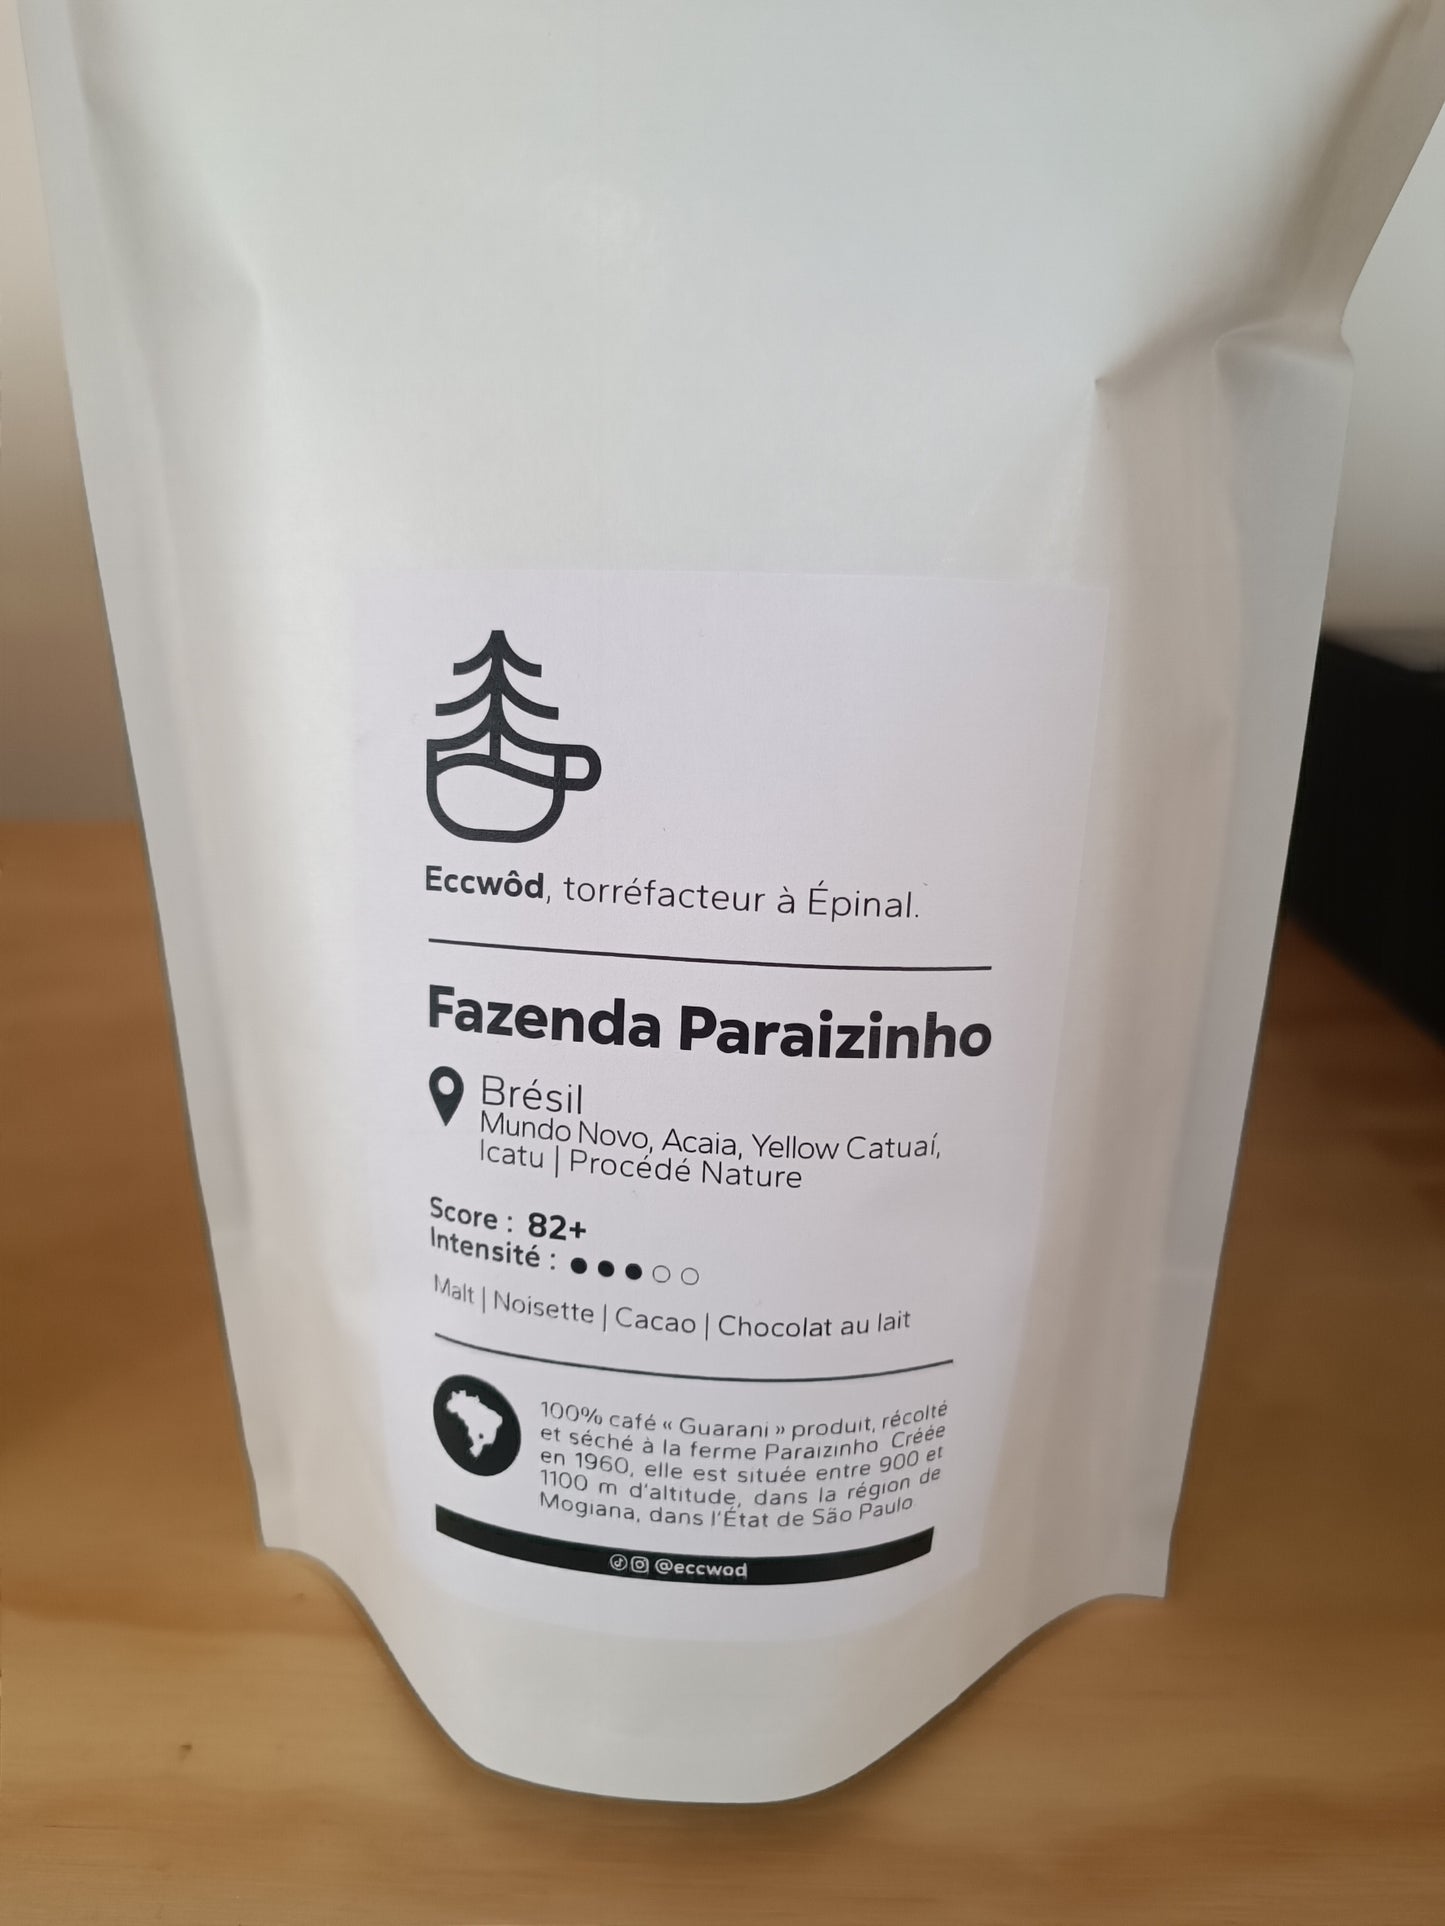 Eccwôd, torréfacteur à Épinal.
Fazenda Paraizinho
Brésil
Mundo Novo, Acaia, Yellow Catuaí,
Icatu | Procédé Nature
Score : 82+
Intensité : ●●●○○
Malt | Noisette | Cacao | Chocolat au lait
100% café « Guarani » produit, récolté
et séché à la ferme Paraizinho Créée
en 1960, elle est située entre 900 et
1100 m d'altitude, dans la région de
Mogiana, dans l'État de São Paulo
@eccwod